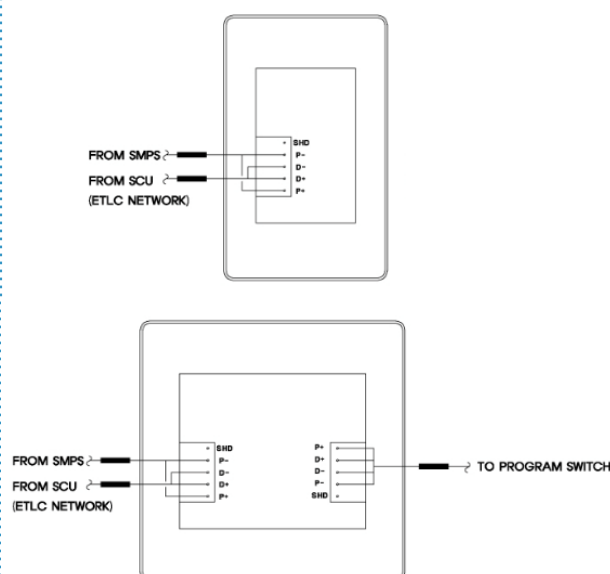 SHD
FROM SMPS P-
D-
FROM SCU D+
(ETLC NETWORK) P+
SHD P+
FROM SMPS P- D+
D- D- TO PROGRAM SWITCH
FROM SCU D+ P-
(ETLC NETWORK) P+ SHD